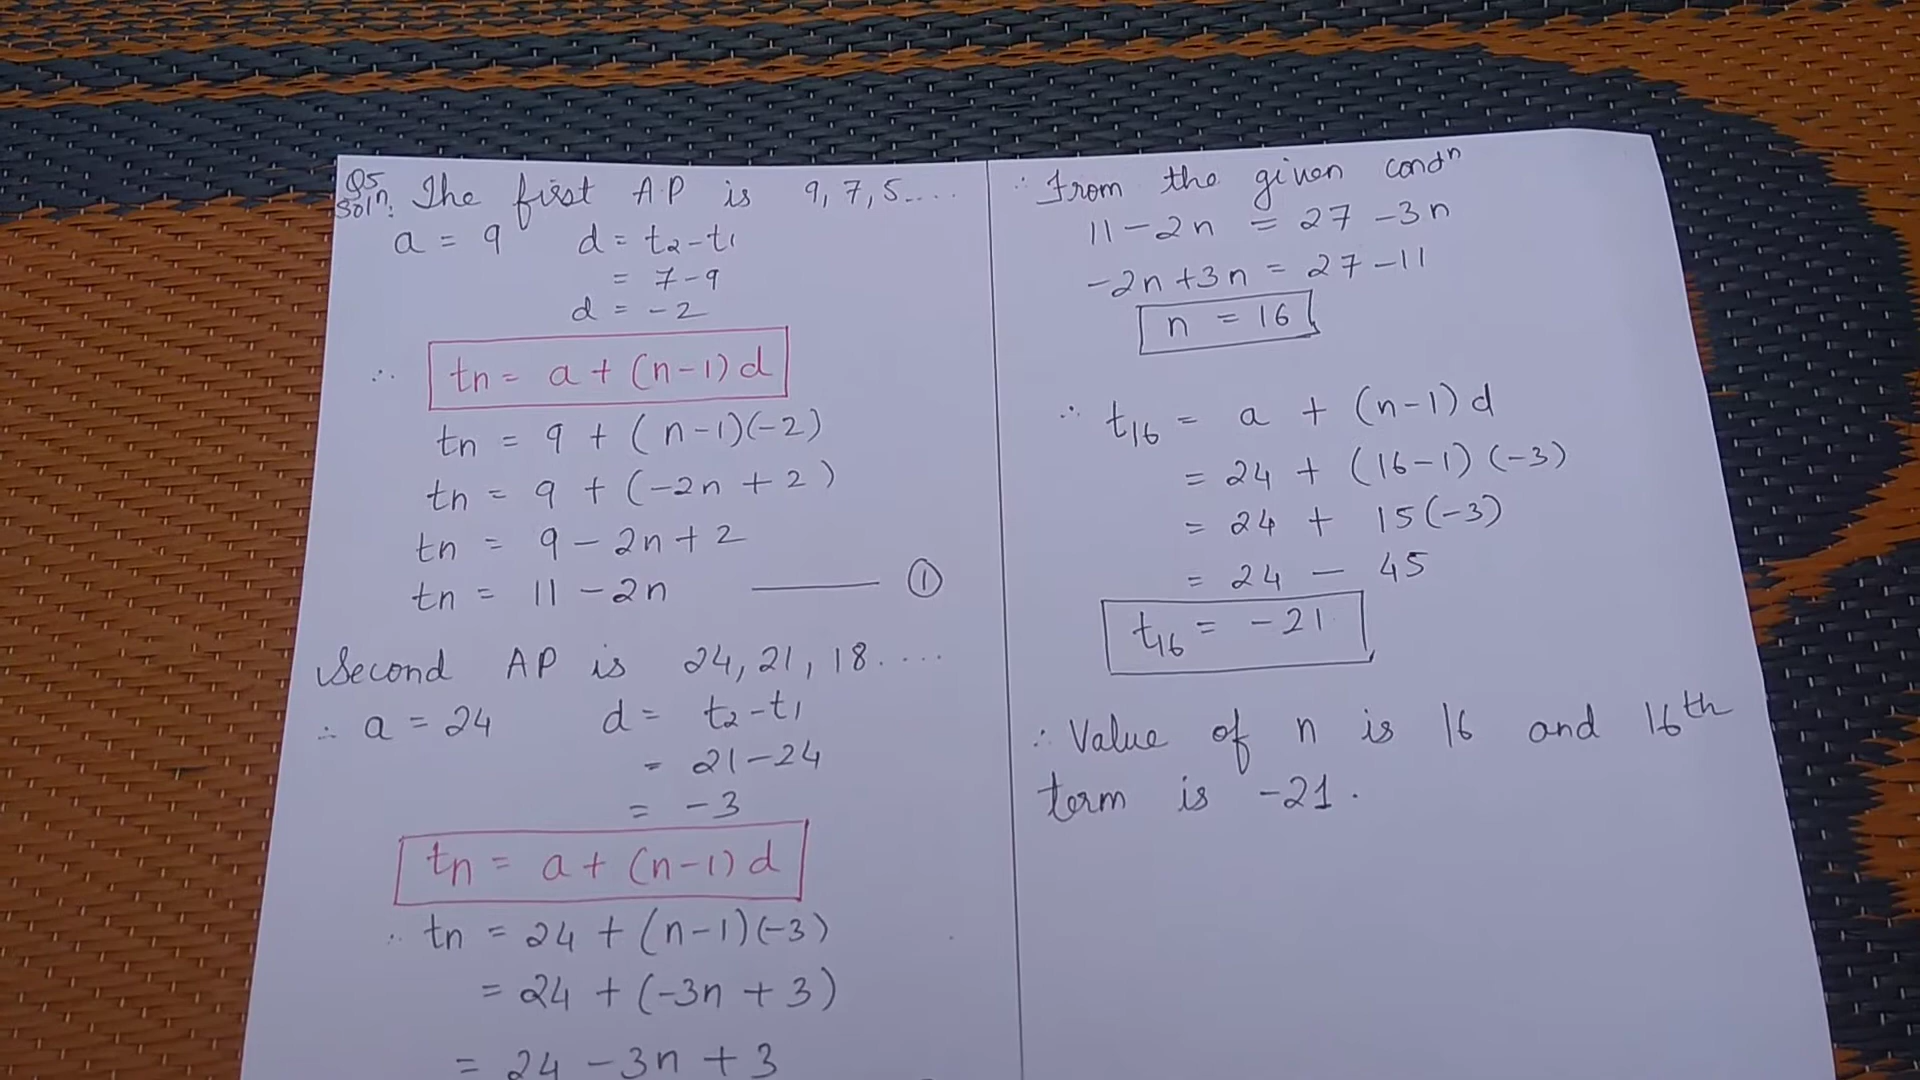 Q5
Soln: The first A.P is 9, 7, 5....
a = 9 d = t2-t1
= 7-9
d = -2
∴ tn = a + (n-1) d
tn = 9 + (n-1)(-2)
tn = 9 + (-2n + 2)
tn = 9 - 2n + 2
tn = 11 - 2n ——— ①
Second AP is 24, 21, 18....
∴ a = 24 d = t2-t1
= 21-24
= -3
tn = a + (n-1) d
∴ tn = 24 + (n-1)(-3)
= 24 + (-3n + 3)
= 24 - 3n + 3
∴ From the given condn
11 - 2n = 27 - 3n
-2n + 3n = 27 - 11
n = 16
∴ t16 = a + (n-1) d
= 24 + (16-1) (-3)
= 24 + 15(-3)
= 24 - 45
t16 = -21
∴ Value of n is 16 and 16th
term is -21.